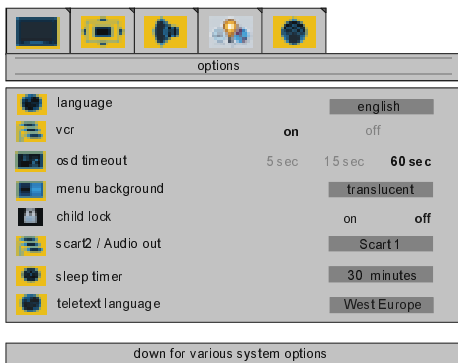 options
language english
vcr on off
osd timeout 5 sec 15 sec 60 sec
menu background translucent
child lock on off
scart2 / Audio out Scart 1
sleep timer 30 minutes
teletext language West Europe
down for various system options